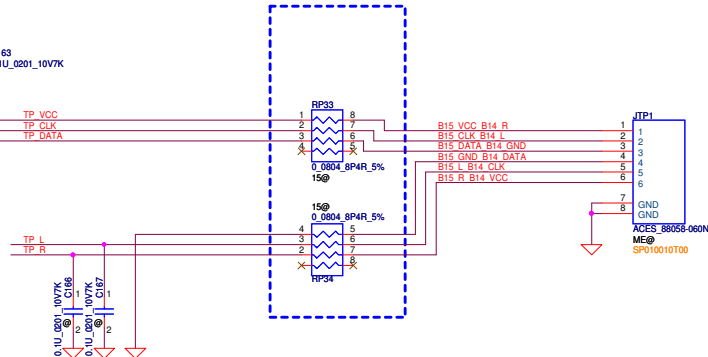 63
1U_0201_10V7K
TP_VCC
TP_CLK
TP_DATA
RP33
1
2
3
4
8
7
6
5
0_0804_8P4R_5%
15@
15@
0_0804_8P4R_5%
4
3
2
1
5
6
7
8
RP34
TP_L
TP_R
0.1U_0201_10V7K
@
C166
1
2
0.1U_0201_10V7K
@
C167
1
2
B15_VCC_B14_R
B15_CLK_B14_L
B15_DATA_B14_GND
B15_GND_B14_DATA
B15_L_B14_CLK
B15_R_B14_VCC
JTP1
1
2
3
4
5
6
7
8
1
2
3
4
5
6
GND
GND
ACES_88058-060N
ME@
SP010010T00